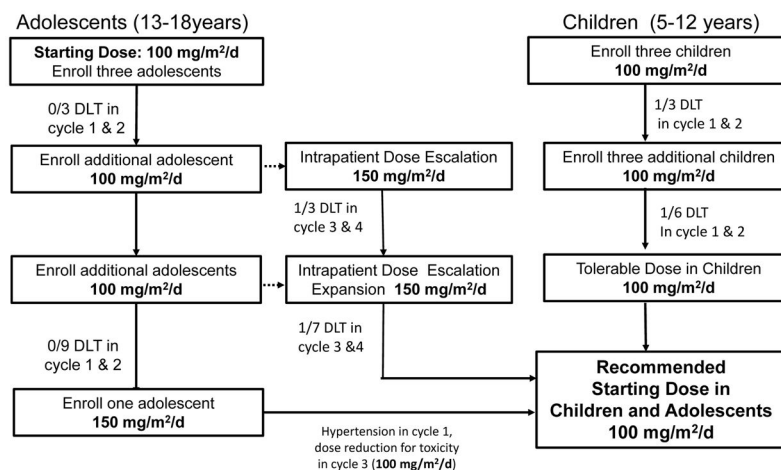 Adolescents (13-18years)
Starting Dose: 100 mg/m²/d
Enroll three adolescents
0/3 DLT in
cycle 1 & 2
Enroll additional adolescent
100 mg/m²/d
Enroll additional adolescents
100 mg/m²/d
0/9 DLT in
cycle 1 & 2
Enroll one adolescent
150 mg/m²/d
Intrapatient Dose Escalation
150 mg/m²/d
1/3 DLT in
cycle 3 & 4
Intrapatient Dose Escalation
Expansion 150 mg/m²/d
1/7 DLT in
cycle 3 &4
Hypertension in cycle 1,
dose reduction for toxicity
in cycle 3 (100 mg/m²/d)
Children (5-12 years)
Enroll three children
100 mg/m²/d
1/3 DLT
in cycle 1 & 2
Enroll three additional children
100 mg/m²/d
1/6 DLT
In cycle 1 & 2
Tolerable Dose in Children
100 mg/m²/d
Recommended
Starting Dose in
Children and Adolescents
100 mg/m²/d